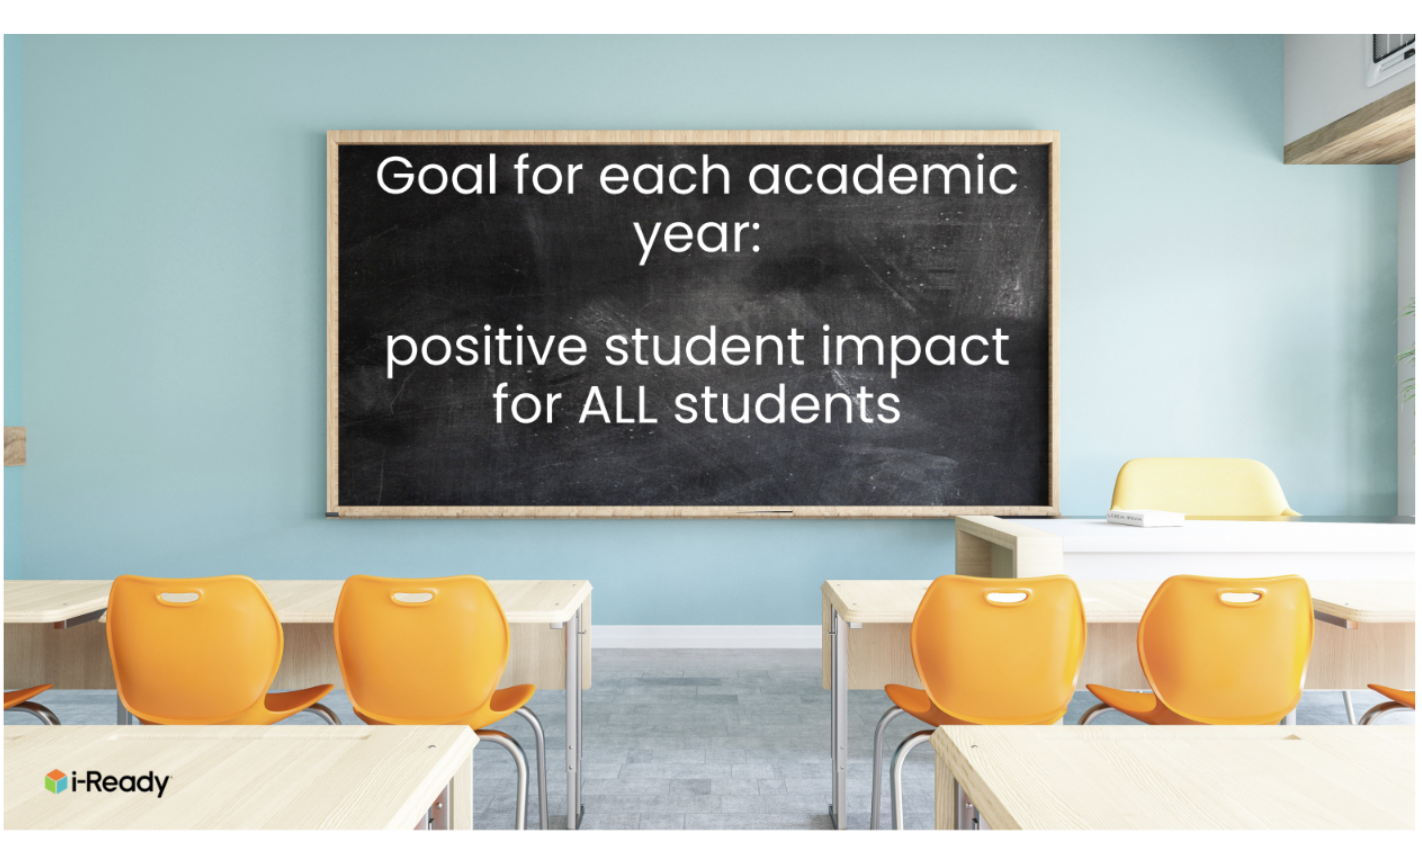 Goal for each academic
year:
positive student impact
for ALL students
i-Ready